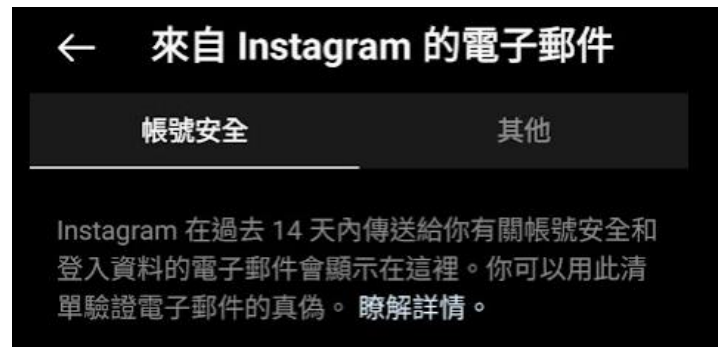 ← 來自 Instagram 的電子郵件
帳號安全 其他
Instagram 在過去 14 天內傳送給你有關帳號安全和
登入資料的電子郵件會顯示在這裡。你可以用此清
單驗證電子郵件的真偽。瞭解詳情。